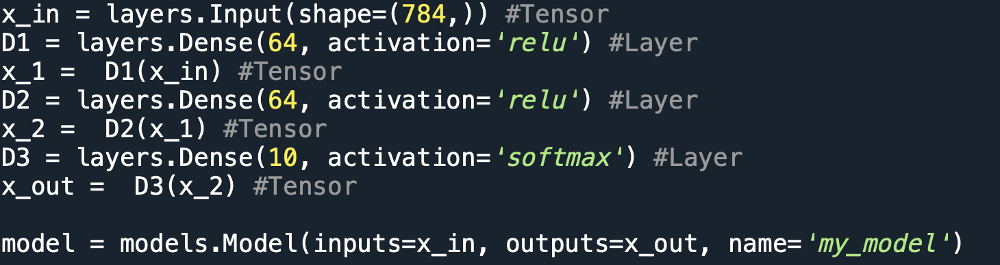 x_in = layers.Input(shape=(784,)) #Tensor
D1 = layers.Dense(64, activation='relu') #Layer
x_1 =  D1(x_in) #Tensor
D2 = layers.Dense(64, activation='relu') #Layer
x_2 =  D2(x_1) #Tensor
D3 = layers.Dense(10, activation='softmax') #Layer
x_out =  D3(x_2) #Tensor

model = models.Model(inputs=x_in, outputs=x_out, name='my_model')